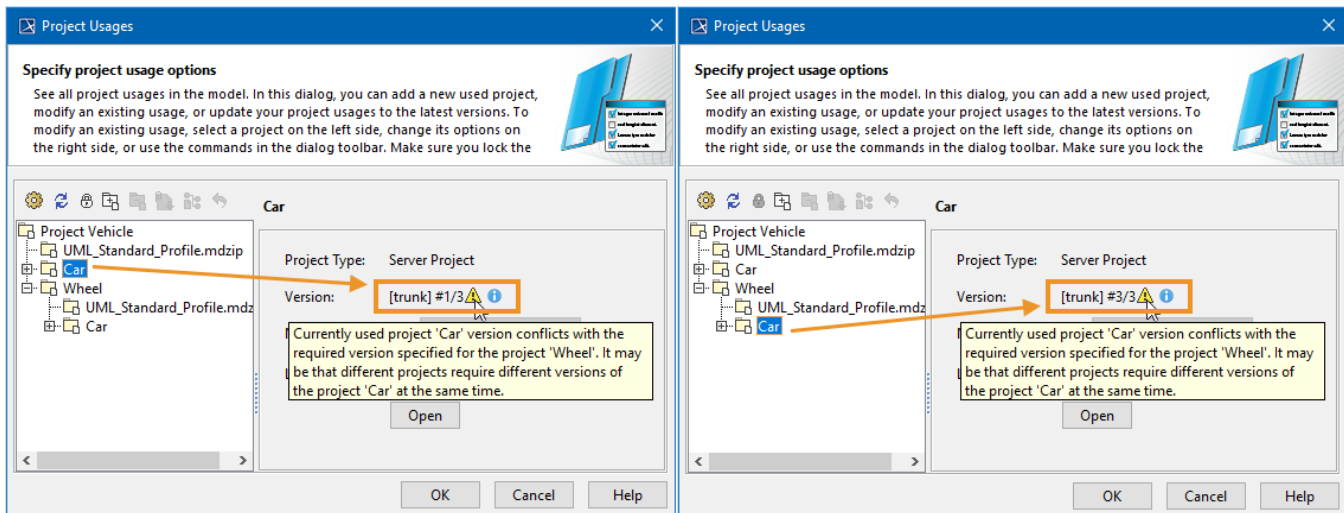 Project Usages
Specify project usage options
See all project usages in the model. In this dialog, you can add a new used project,
modify an existing usage, or update your project usages to the latest versions. To
modify an existing usage, select a project on the left side, change its options on
the right side, or use the commands in the dialog toolbar. Make sure you lock the
Car
Project Vehicle
UML_Standard_Profile.mdzip
Car
Wheel
UML_Standard_Profile.mdz
Car
Project Type: Server Project
Version: [trunk] #1/3
Currently used project 'Car' version conflicts with the
required version specified for the project 'Wheel'. It may
be that different projects require different versions of
the project 'Car' at the same time.
Open
OK Cancel Help
Project Usages
Specify project usage options
See all project usages in the model. In this dialog, you can add a new used project,
modify an existing usage, or update your project usages to the latest versions. To
modify an existing usage, select a project on the left side, change its options on
the right side, or use the commands in the dialog toolbar. Make sure you lock the
Car
Project Vehicle
UML_Standard_Profile.mdzip
Car
Wheel
UML_Standard_Profile.mdz
Car
Project Type: Server Project
Version: [trunk] #3/3
Currently used project 'Car' version conflicts with the
required version specified for the project 'Wheel'. It may
be that different projects require different versions of
the project 'Car' at the same time.
Open
OK Cancel Help